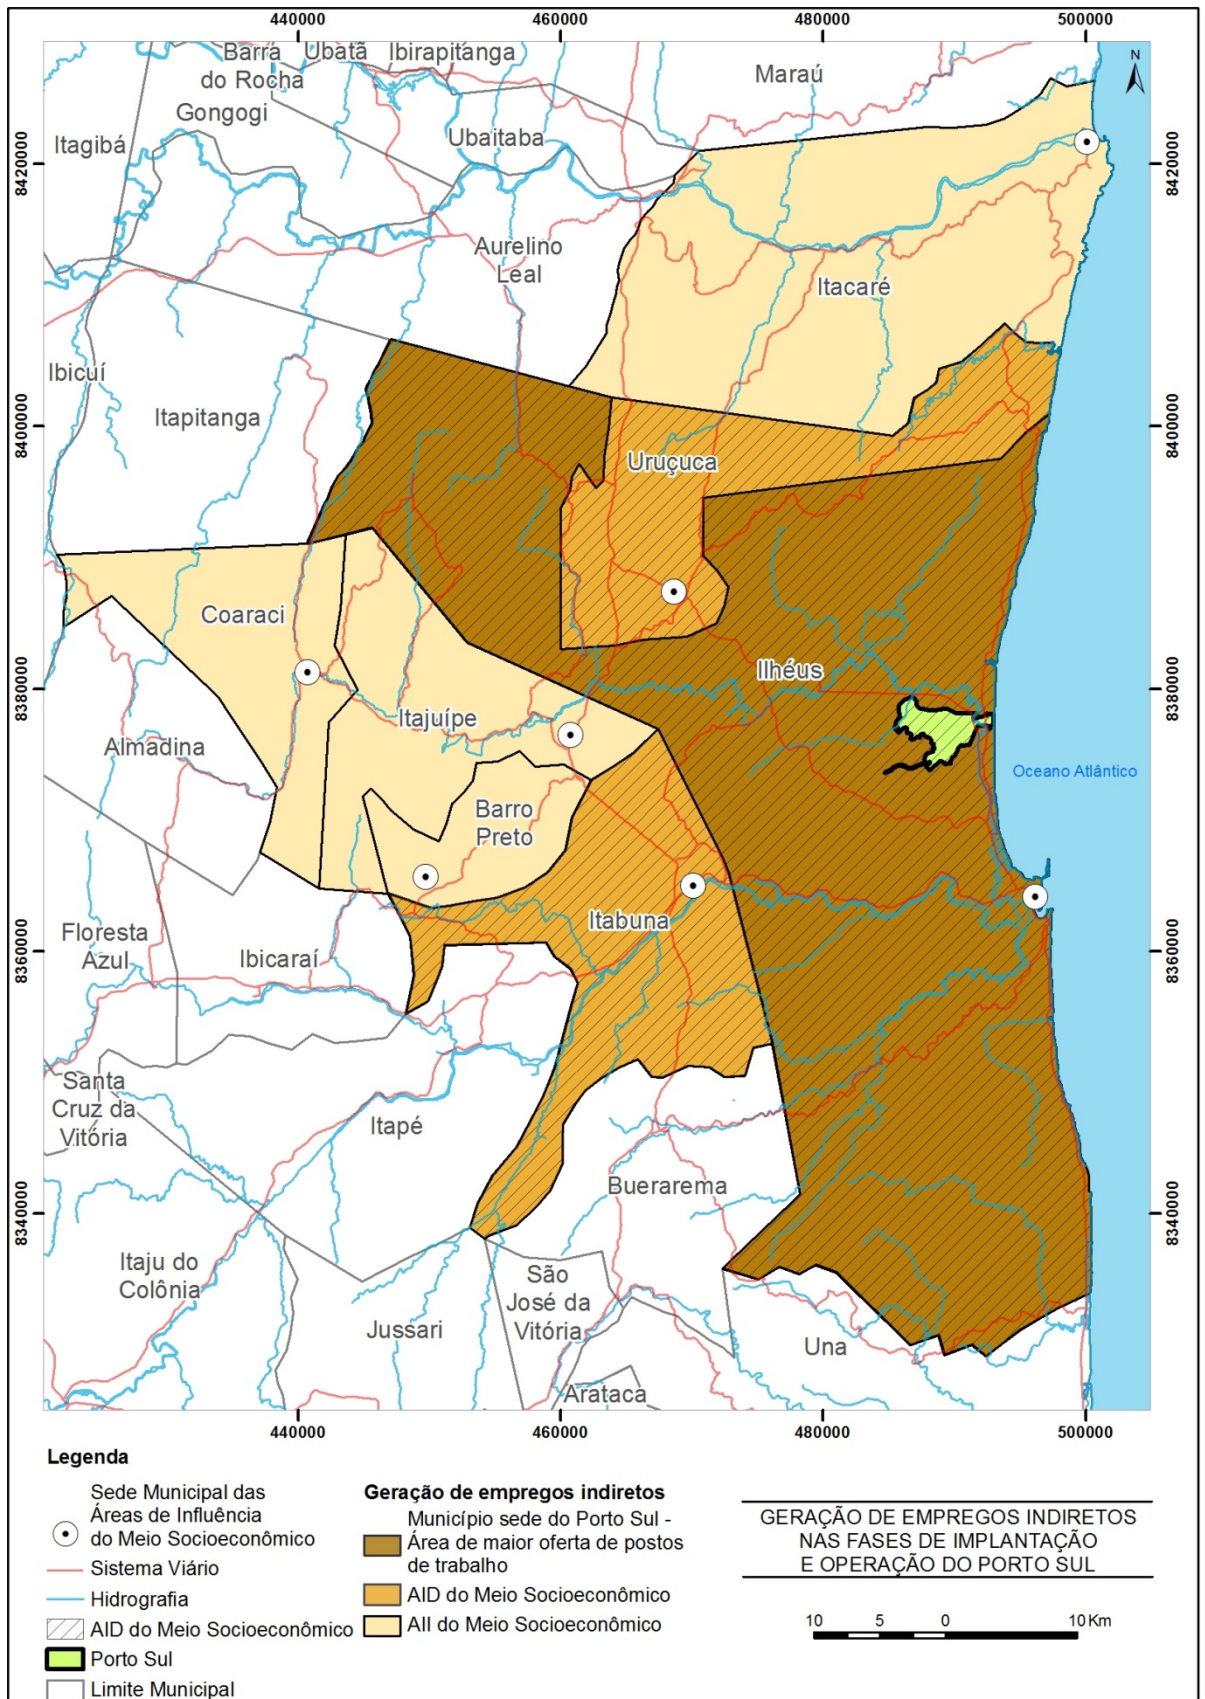 440000
460000
480000
500000
Barra
do Rocha
Ubatã
Ibirapitanga
Maraú
N
Gongogi
Itagibá
Ubaitaba
8420000
8420000
Aurelino
Leal
Itacaré
Ibicuí
Itapitanga
8400000
8400000
Uruçuca
Coaraci
Ilhéus
8380000
8380000
Itajuípe
Almadina
Oceano Atlântico
Barro
Preto
Itabuna
Floresta
Azul
Ibicaraí
8360000
8360000
Santa
Cruz da
Vitória
Itapé
Buerarema
8340000
8340000
Itaju do
Colônia
São
José da
Vitória
Jussari
Una
Arataca
440000
460000
480000
500000
Legenda
Sede Municipal das
Áreas de Influência
do Meio Socioeconômico
Sistema Viário
Hidrografia
AID do Meio Socioeconômico
Porto Sul
Limite Municipal
Geração de empregos indiretos
Município sede do Porto Sul -
Área de maior oferta de postos
de trabalho
AID do Meio Socioeconômico
AII do Meio Socioeconômico
GERAÇÃO DE EMPREGOS INDIRETOS
NAS FASES DE IMPLANTAÇÃO
E OPERAÇÃO DO PORTO SUL
10 5 0 10 Km